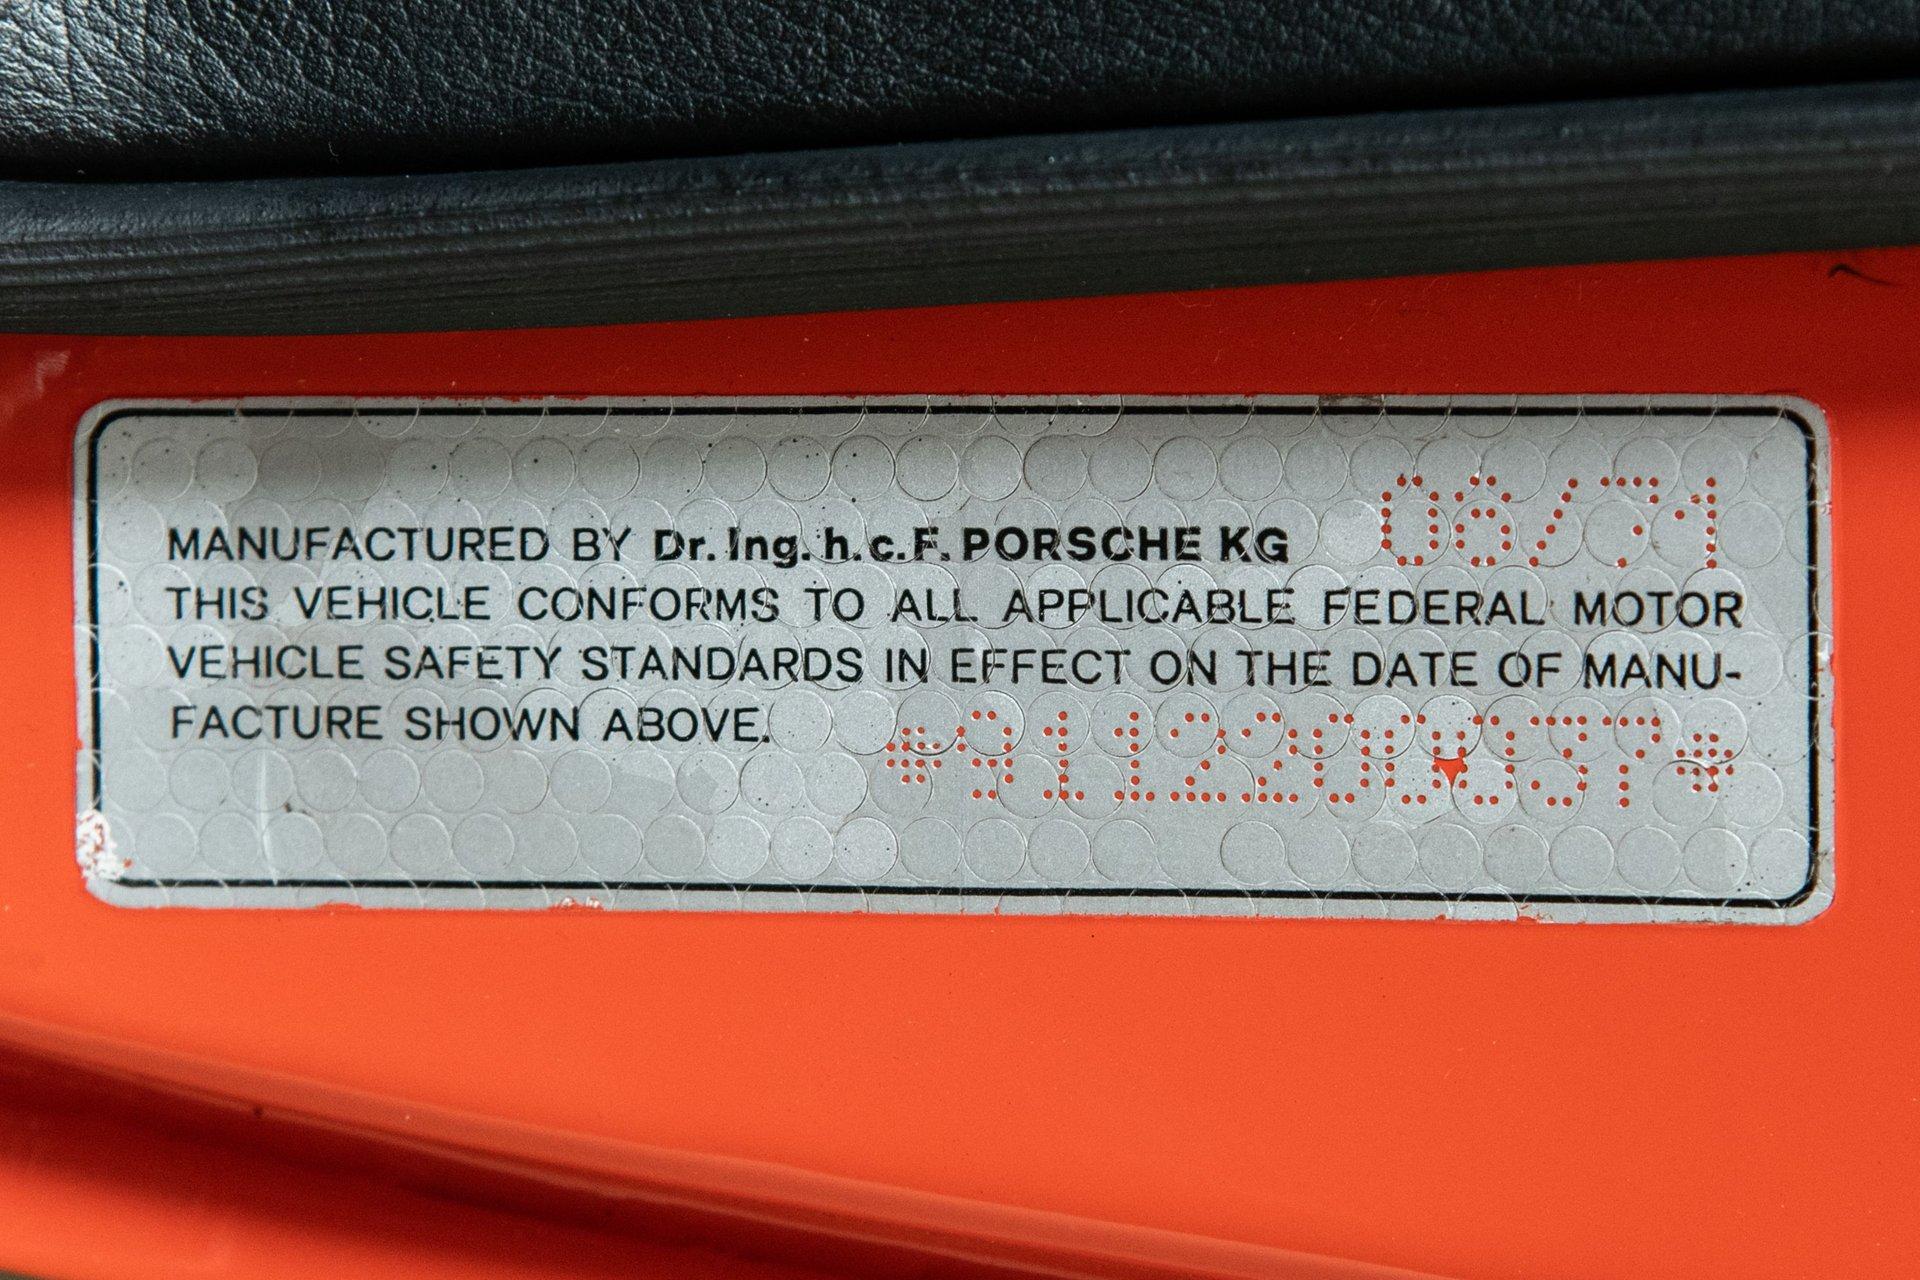 06/71
MANUFACTURED BY Dr. Ing. h. c. F. PORSCHE KG
THIS VEHICLE CONFORMS TO ALL APPLICABLE FEDERAL MOTOR
VEHICLE SAFETY STANDARDS IN EFFECT ON THE DATE OF MANU-
FACTURE SHOWN ABOVE.
*9112200037*